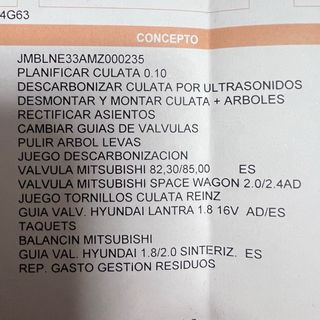 4G63
CONCEPTO
JMBLNE33AMZ000235
PLANIFICAR CULATA 0.10
DESCARBONIZAR CULATA POR ULTRASONIDOS
DESMONTAR Y MONTAR CULATA + ARBOLES
RECTIFICAR ASIENTOS
CAMBIAR GUIAS DE VALVULAS
PULIR ARBOL LEVAS
JUEGO DESCARBONIZACION
VALVULA MITSUBISHI 82,30/85,00 ES
VALVULA MITSUBISHI SPACE WAGON 2.0/2.4AD
JUEGO TORNILLOS CULATA REINZ
GUIA VALV. HYUNDAI LANTRA 1.8 16V AD/ES
TAQUETS
BALANCIN MITSUBISHI
GUIA VAL. HYUNDAI 1.8/2.0 SINTERIZ. ES
REP. GASTO GESTION RESIDUOS